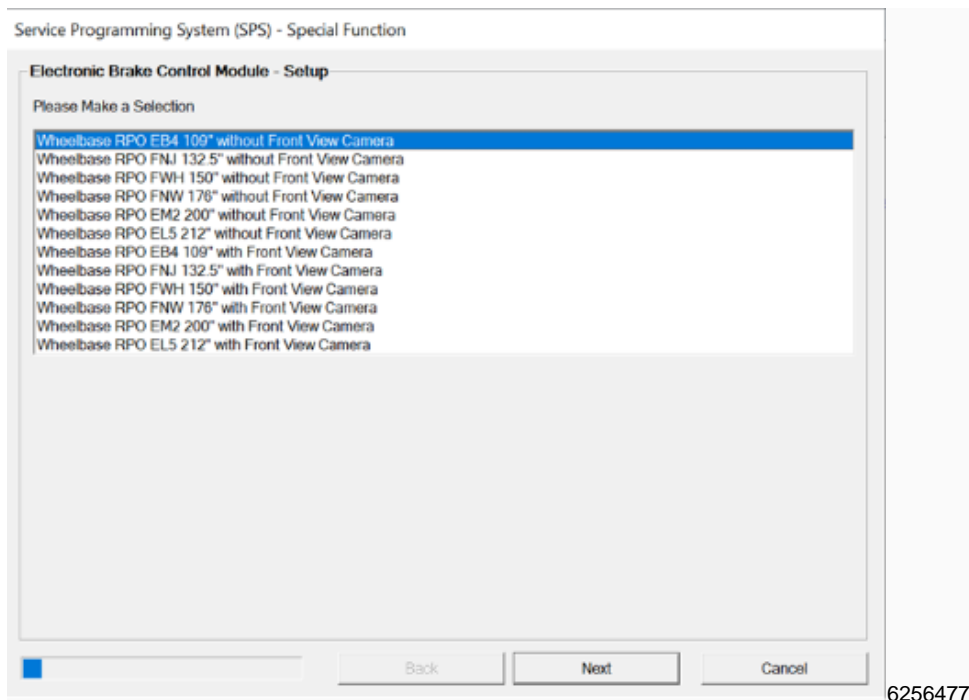 Service Programming System (SPS) - Special Function
Electronic Brake Control Module - Setup
Please Make a Selection
Wheelbase RPO EB4 109" without Front View Camera
Wheelbase RPO FNJ 132.5" without Front View Camera
Wheelbase RPO FWH 150" without Front View Camera
Wheelbase RPO FNW 176" without Front View Camera
Wheelbase RPO EM2 200" without Front View Camera
Wheelbase RPO EL5 212" without Front View Camera
Wheelbase RPO EB4 109" with Front View Camera
Wheelbase RPO FNJ 132.5" with Front View Camera
Wheelbase RPO FWH 150" with Front View Camera
Wheelbase RPO FNW 176" with Front View Camera
Wheelbase RPO EM2 200" with Front View Camera
Wheelbase RPO EL5 212" with Front View Camera
Back Next Cancel
6256477